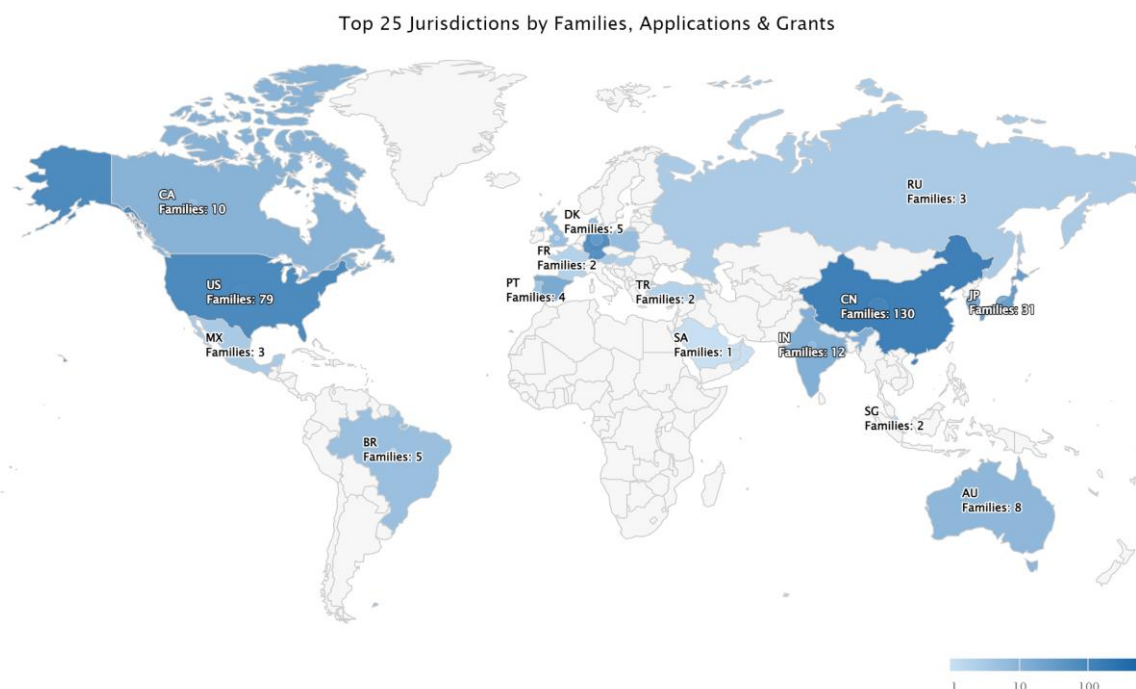 Top 25 Jurisdictions by Families, Applications & Grants
CA
Families: 10
RU
Families: 3
DK
Families: 5
FR
Families: 2
US
Families: 79
PT
Families: 4
TR
Families: 2
CN
Families: 130
JP
Families: 31
MX
Families: 3
SA
Families: 1
IN
Families: 12
SG
Families: 2
BR
Families: 5
AU
Families: 8
1
10
100